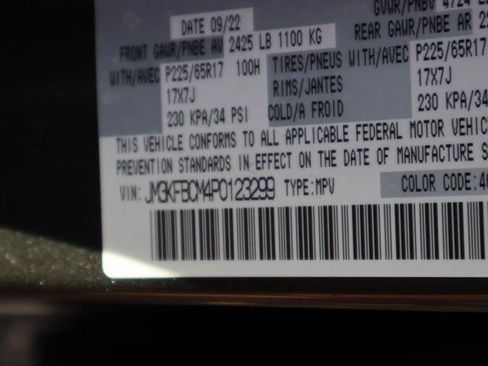 GVWR/PNBV 4724 LB
DATE 09/22
REAR GAWR/PNBE AR 22
FRONT GAWR/PNBE AV 2425 LB 1100 KG
WITH/AVEC P225/65R17 100H TIRES/PNEUS WITH/AVEC P225/65R17
17X7J RIMS/JANTES 17X7J
230 KPA/34 PSI COLD/A FROID 230 KPA/34
THIS VEHICLE CONFORMS TO ALL APPLICABLE FEDERAL MOTOR VEHIC
PREVENTION STANDARDS IN EFFECT ON THE DATE OF MANUFACTURE S
VIN: JM3KFBCM4P0123299 TYPE:MPV COLOR CODE:46